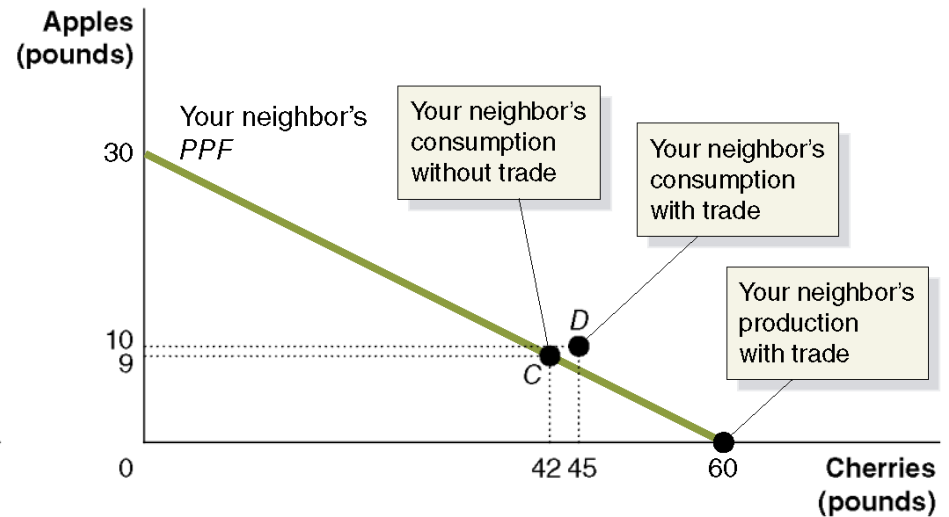 Apples
(pounds)
Your neighbor's
PPF
Your neighbor's
consumption
without trade
Your neighbor's
consumption
with trade
Your neighbor's
production
with trade
30
10
9
D
C
0
42 45
60
Cherries
(pounds)